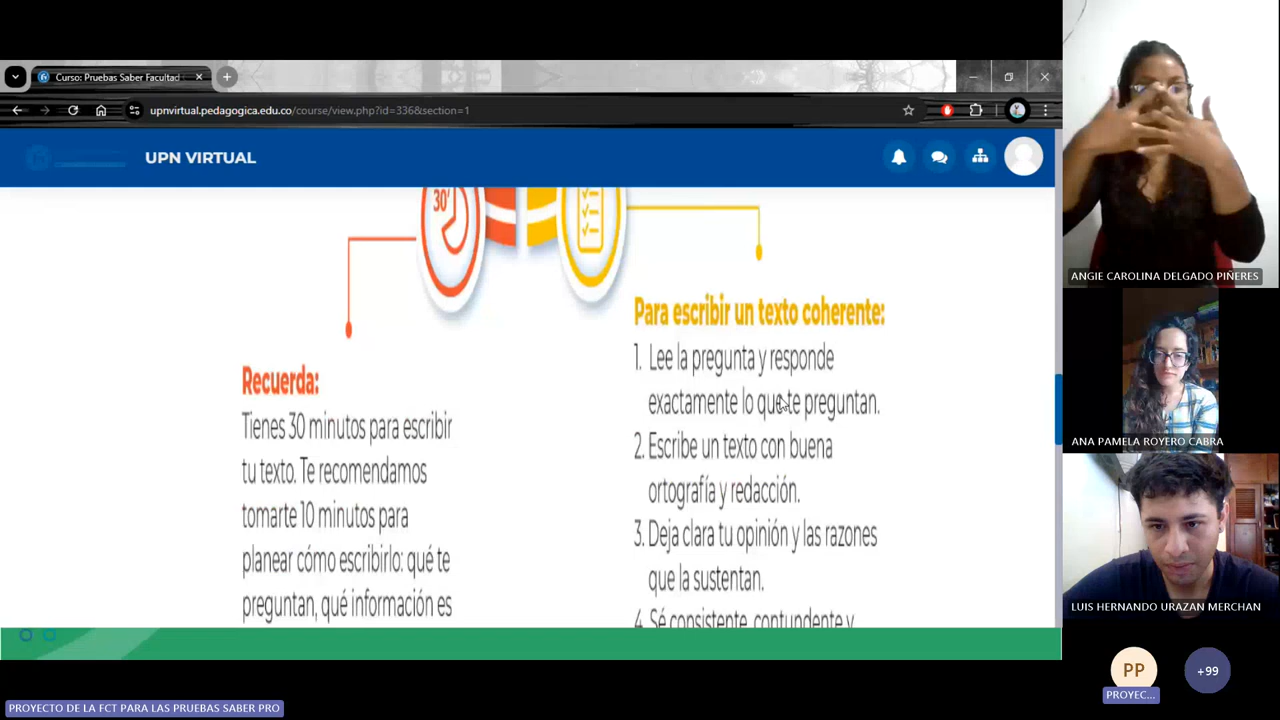 Curso: Pruebas Saber Facultad
upnvirtual.pedagogica.edu.co/course/view.php?id=336&section=1
UPN VIRTUAL
30'
Recuerda:
Tienes 30 minutos para escribir
tu texto. Te recomendamos
tomarte 10 minutos para
planear cómo escribirlo: qué te
preguntan, qué información es
Para escribir un texto coherente:
1. Lee la pregunta y responde
exactamente lo que te preguntan.
2. Escribe un texto con buena
ortografía y redacción.
3. Deja clara tu opinión y las razones
que la sustentan.
4. Sé consistente, contundente y
ANGIE CAROLINA DELGADO PIÑERES
ANA PAMELA ROYERO CABRA
LUIS HERNANDO URAZAN MERCHAN
PP
+99
PROYEC...
PROYECTO DE LA FCT PARA LAS PRUEBAS SABER PRO